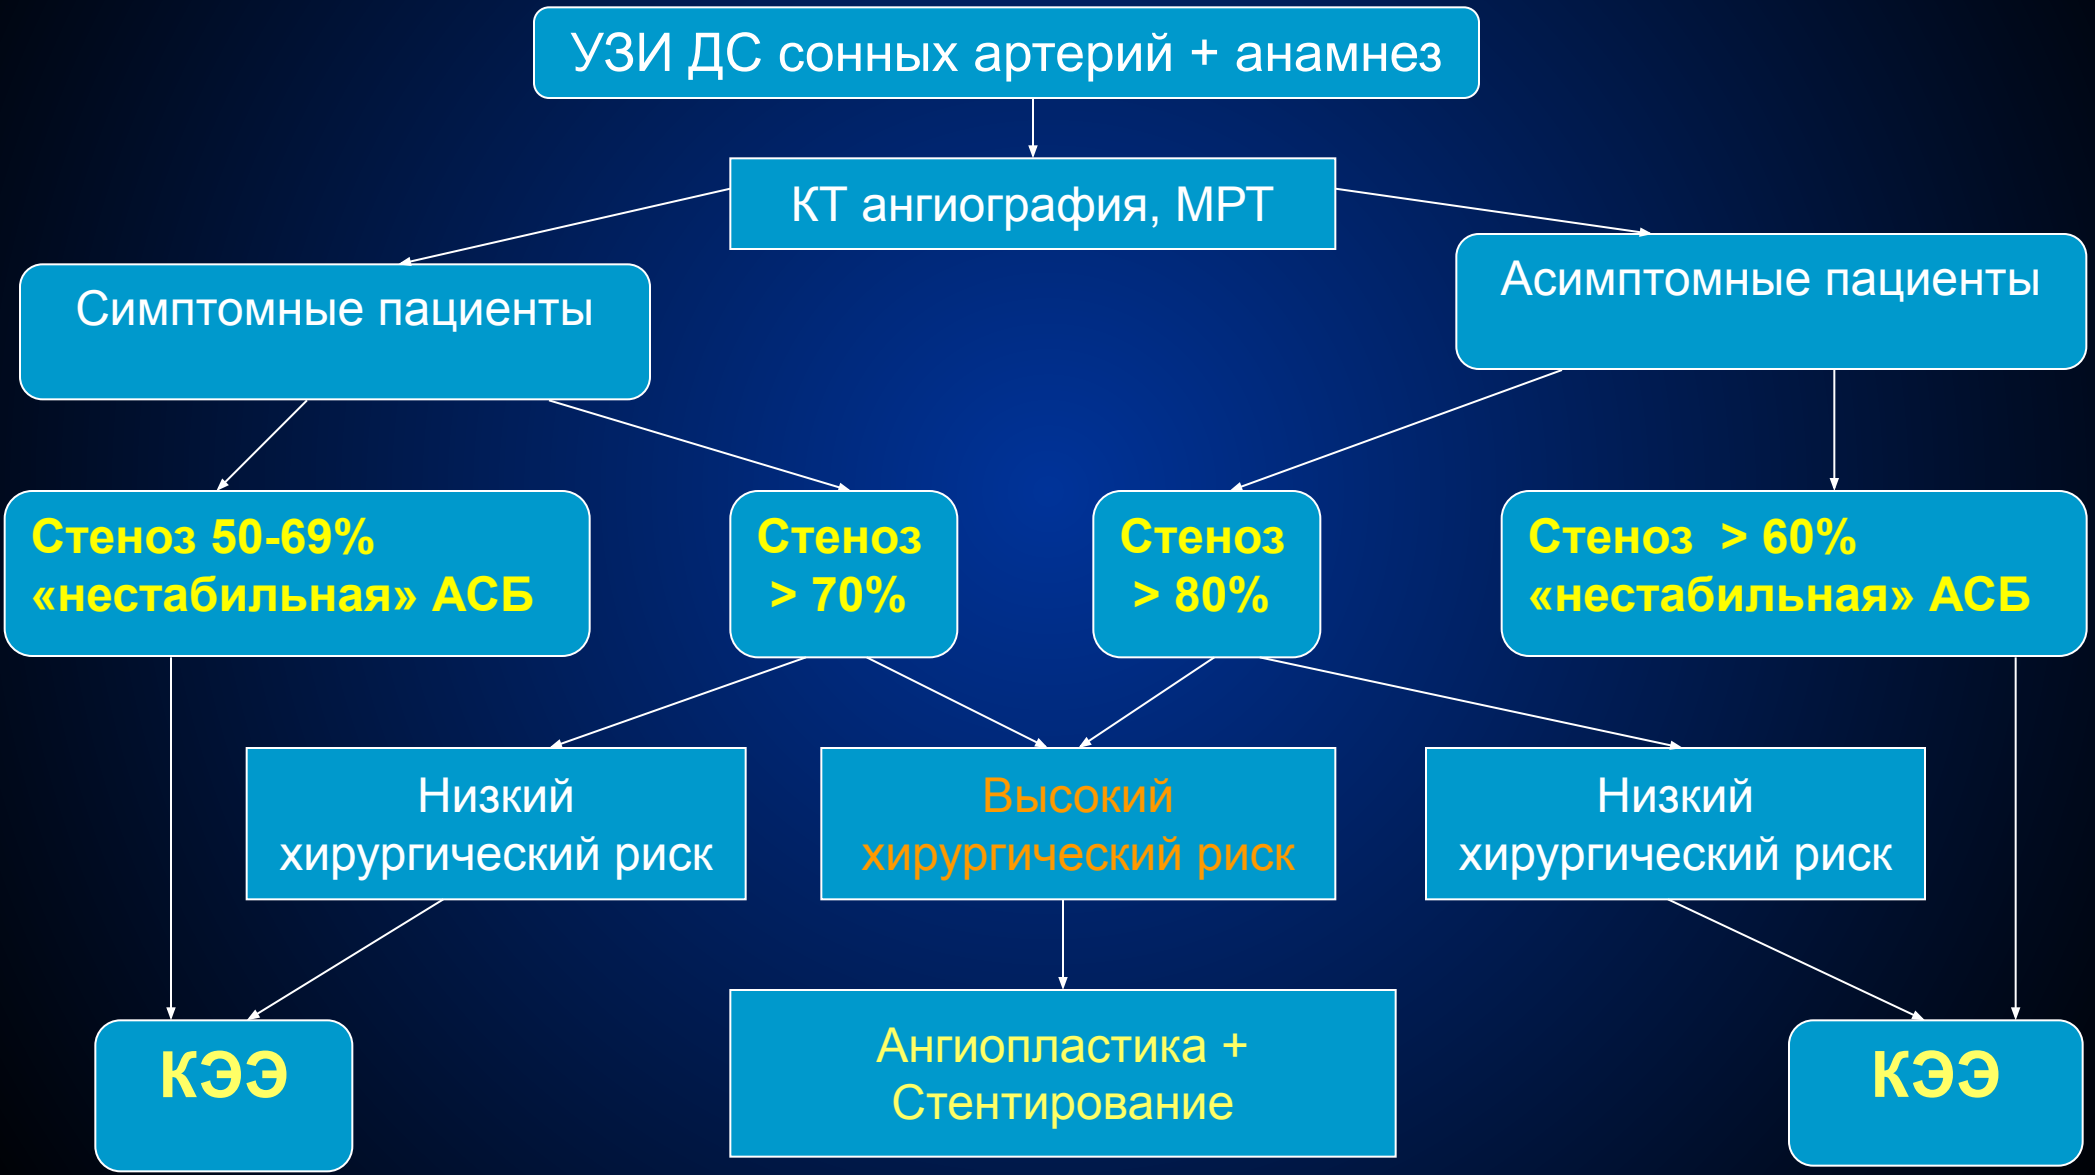 УЗИ ДС сонных артерий + анамнез
КТ ангиография, МРТ
Симптомные пациенты
Асимптомные пациенты
Стеноз 50-69%
«нестабильная» АСБ
Стеноз
> 70%
Стеноз
> 80%
Стеноз > 60%
«нестабильная» АСБ
Низкий
хирургический риск
Высокий
хирургический риск
Низкий
хирургический риск
КЭЭ
Ангиопластика +
Стентирование
КЭЭ